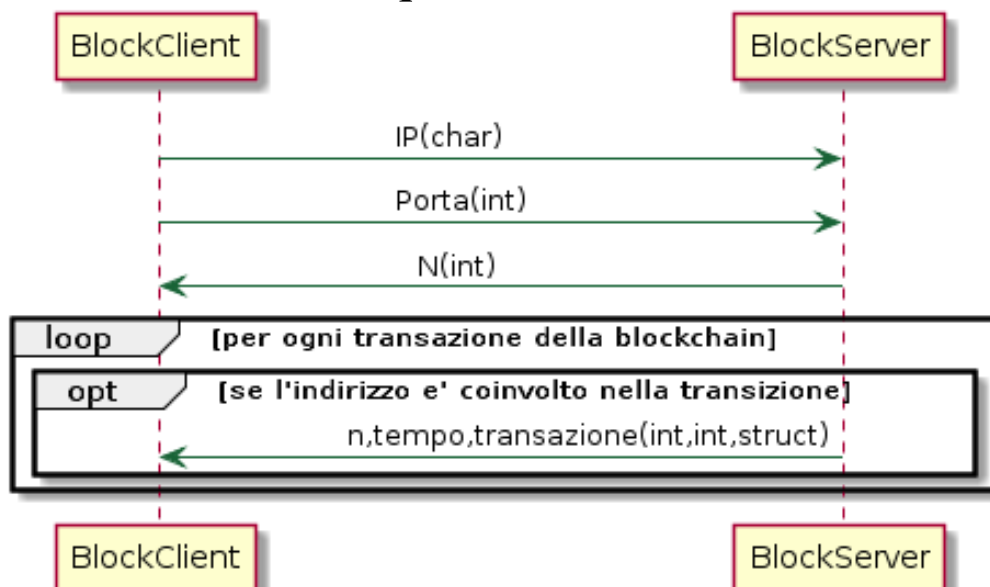 BlockClient BlockServer
IP(char)
Porta(int)
N(int)
loop [per ogni transazione della blockchain]
opt [se l'indirizzo e' coinvolto nella transizione]
n,tempo,transazione(int,int,struct)
BlockClient BlockServer